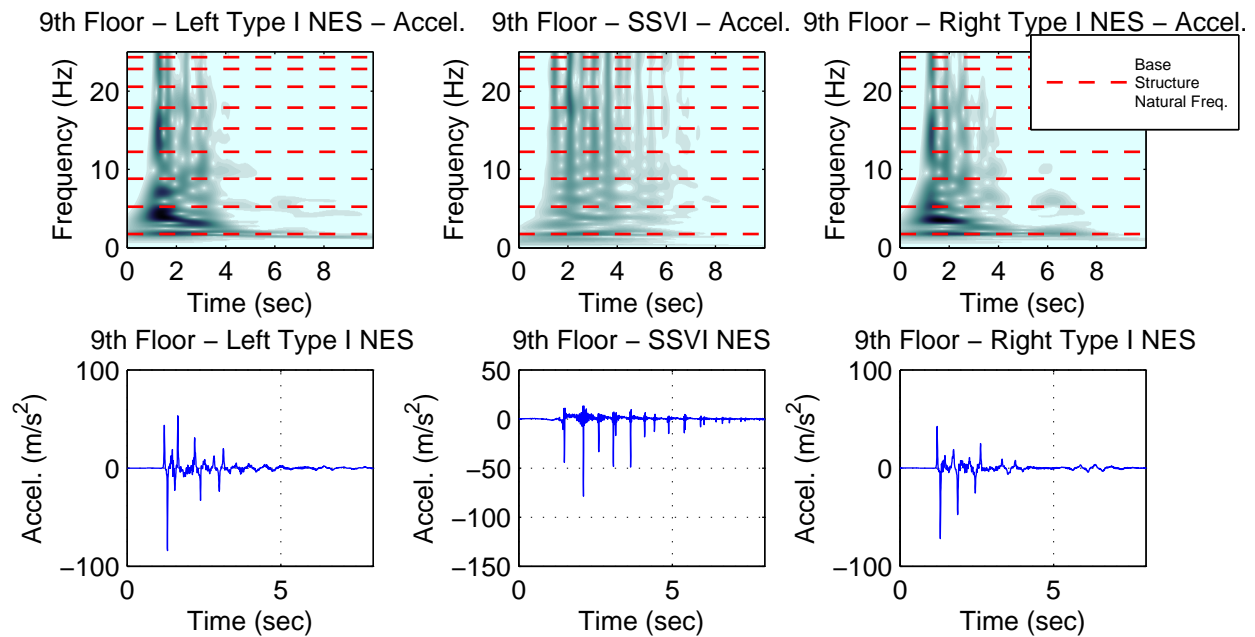 9th Floor – Left Type I NES – Accel.
9th Floor – SSVI – Accel.
9th Floor – Right Type I NES – Accel.
Base
Structure
Natural Freq.
Frequency (Hz)
20
10
0
0 2 4 6 8
Time (sec)
Frequency (Hz)
20
10
0
0 2 4 6 8
Time (sec)
Frequency (Hz)
20
10
0
0 2 4 6 8
Time (sec)
9th Floor – Left Type I NES
Accel. (m/s²)
100
0
−100
0 5
Time (sec)
9th Floor – SSVI NES
Accel. (m/s²)
50
0
−50
−100
−150
0 5
Time (sec)
9th Floor – Right Type I NES
Accel. (m/s²)
100
0
−100
0 5
Time (sec)